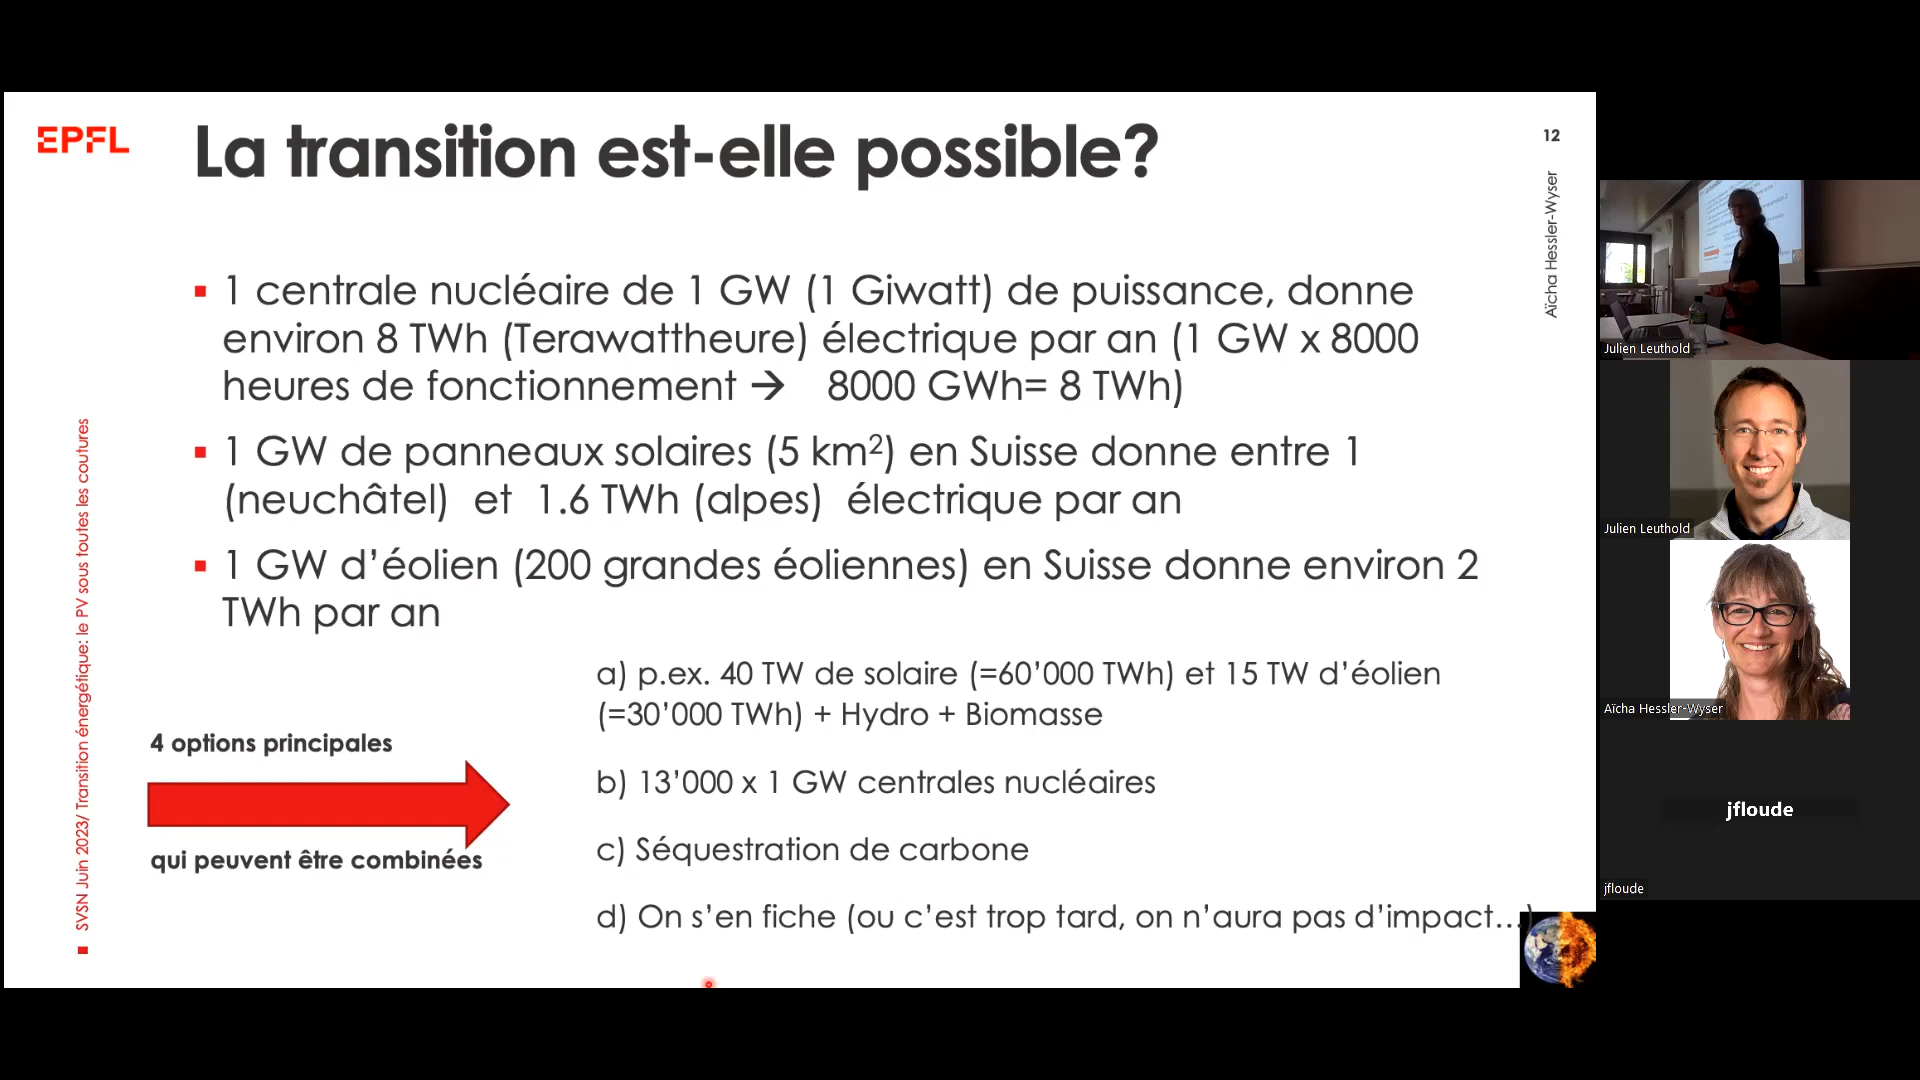 EPFL
La transition est-elle possible?
12
Aïcha Hessler-Wyser
▪ 1 centrale nucléaire de 1 GW (1 Giwatt) de puissance, donne
environ 8 TWh (Terawattheure) électrique par an (1 GW x 8000
heures de fonctionnement → 8000 GWh= 8 TWh)
▪ 1 GW de panneaux solaires (5 km²) en Suisse donne entre 1
(neuchâtel) et 1.6 TWh (alpes) électrique par an
▪ 1 GW d’éolien (200 grandes éoliennes) en Suisse donne environ 2
TWh par an
a) p.ex. 40 TW de solaire (=60’000 TWh) et 15 TW d’éolien
(=30’000 TWh) + Hydro + Biomasse
4 options principales
b) 13’000 x 1 GW centrales nucléaires
c) Séquestration de carbone
qui peuvent être combinées
d) On s’en fiche (ou c’est trop tard, on n’aura pas d’impact…)
▪ SVSN Juin 2023/ Transition énergétique: le PV sous toutes les coutures
Julien Leuthold
Julien Leuthold
Aïcha Hessler-Wyser
jfloude
jfloude